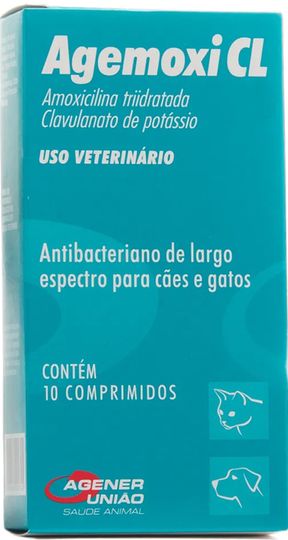 Agemoxi CL
Amoxicilina triidratada
Clavulanato de potássio
USO VETERINÁRIO
Antibacteriano de largo
espectro para cães e gatos
CONTÉM
10 COMPRIMIDOS
AGENER
UNIÃO
SAÚDE ANIMAL